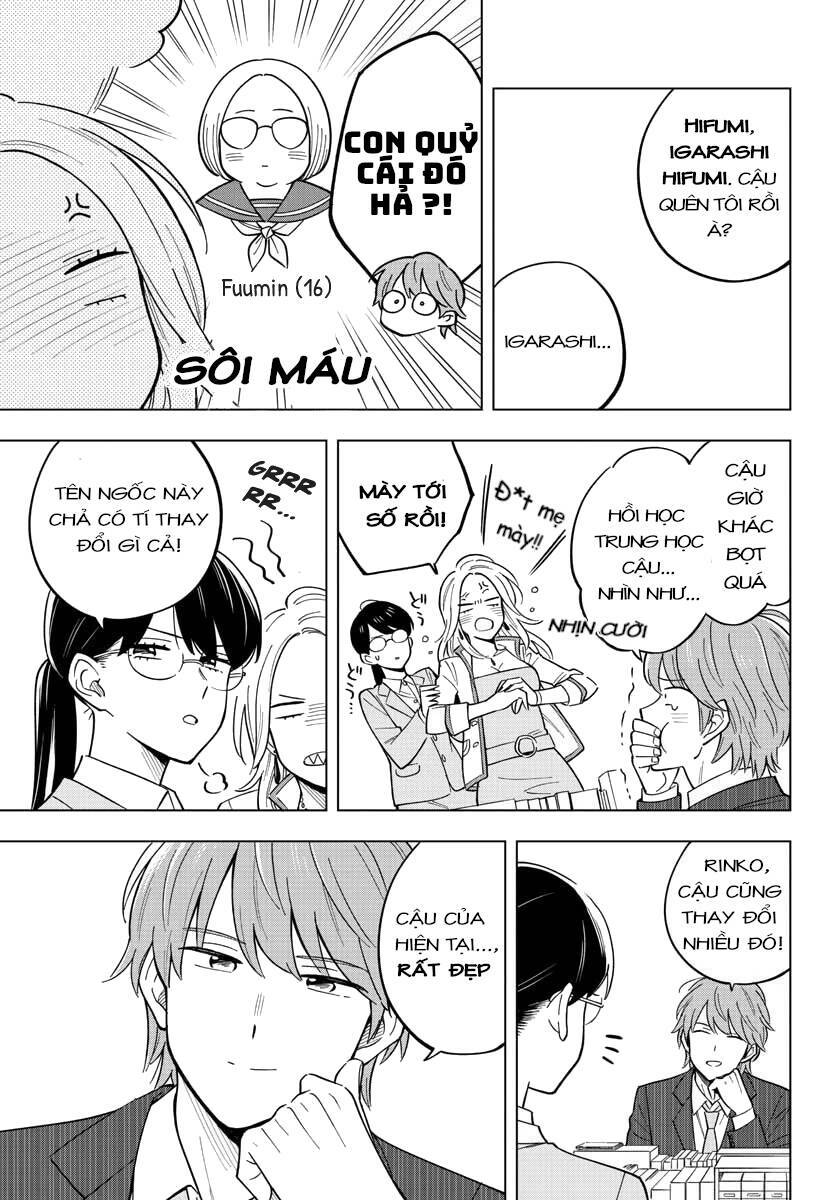 HIFUMI,
IGARASHI
HIFUMI. CẬU
QUÊN TÔI RỒI
À?
IGARASHI...
CON QUỶ
CÁI ĐÓ
HẢ ?!
Fuumin (16)
SÔI MÁU
CẬU
GIỜ
KHÁC
BỌT
QUÁ
HỒI HỌC
TRUNG HỌC
CẬU...
NHÌN NHƯ...
NHỊN CƯỜI
Đ*t mẹ
mày!!
MÀY TỚI
SỐ RỒI!
GRRR
RR...
TÊN NGỐC NÀY
CHẢ CÓ TÍ THAY
ĐỔI GÌ CẢ!
RINKO,
CẬU CŨNG
THAY ĐỔI
NHIỀU ĐÓ!
CẬU CỦA
HIỆN TẠI...,
RẤT ĐẸP